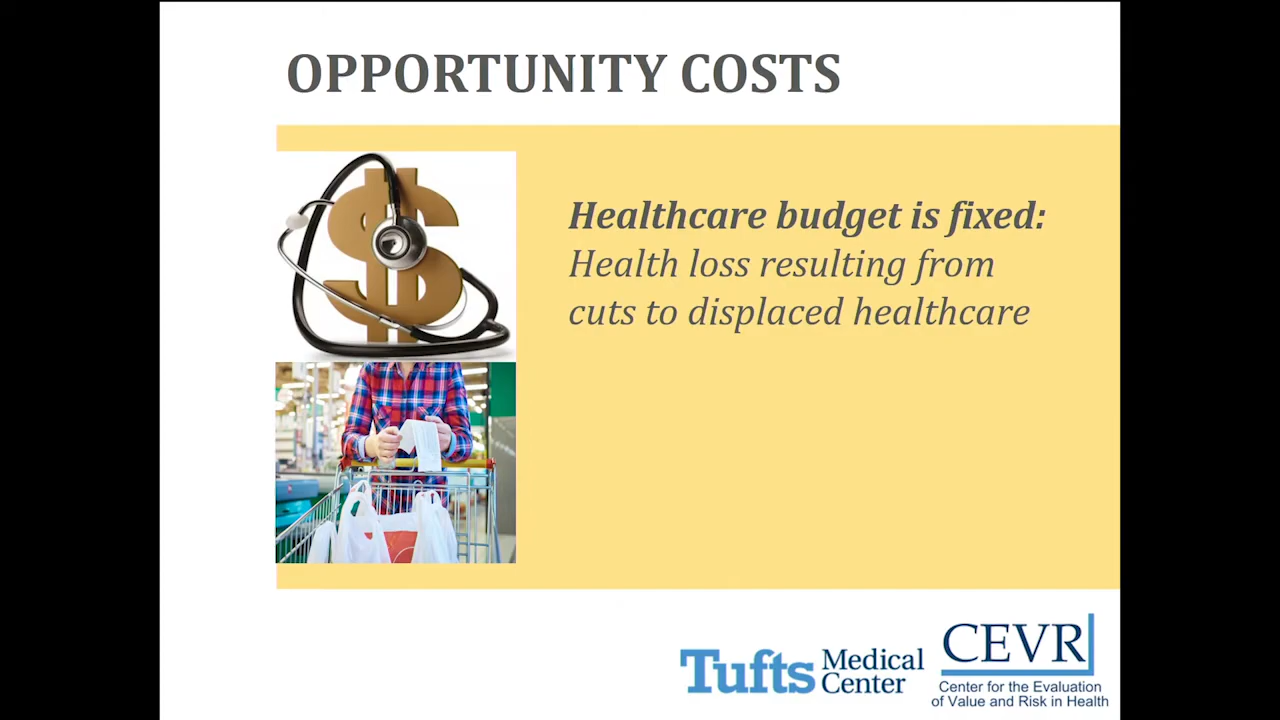 OPPORTUNITY COSTS
Healthcare budget is fixed:
Health loss resulting from
cuts to displaced healthcare
Tufts Medical Center
CEVR
Center for the Evaluation
of Value and Risk in Health